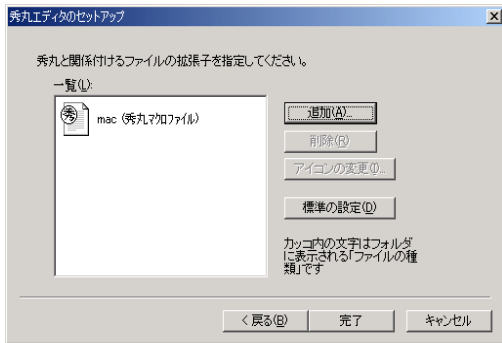 秀丸エディタのセットアップ
秀丸と関係付けるファイルの拡張子を指定してください。
一覧(L):
mac (秀丸マクロファイル)
追加(A)...
削除(R)
アイコンの変更(I)...
標準の設定(D)
カッコ内の文字はフォルダ
に表示される「ファイルの種
類」です
< 戻る(B)
完了
キャンセル